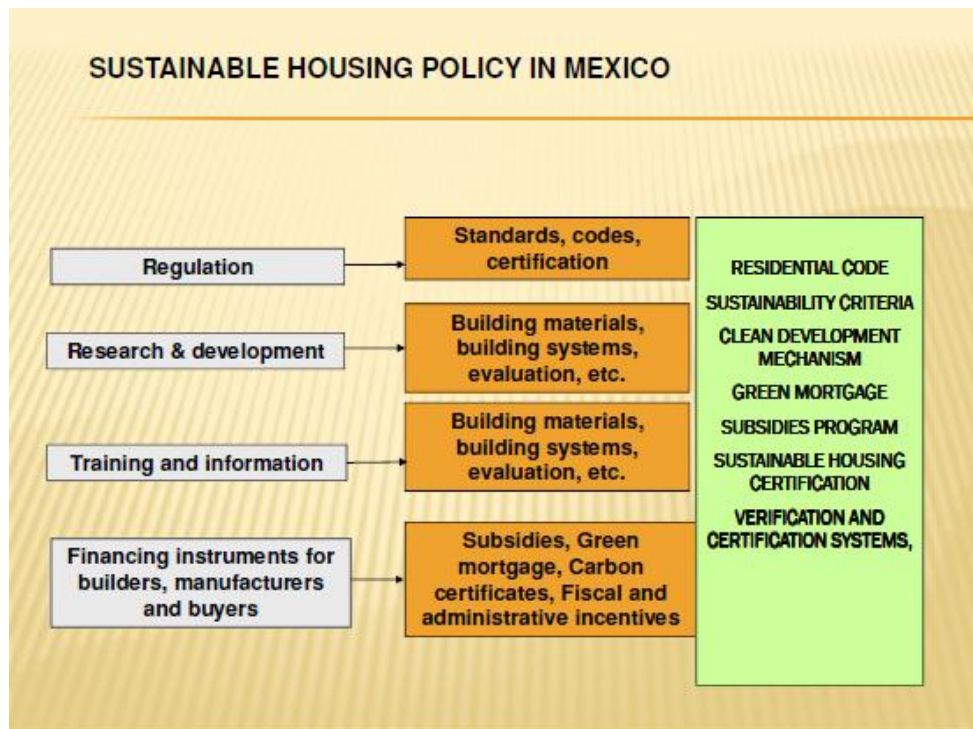 SUSTAINABLE HOUSING POLICY IN MEXICO
Regulation
Standards, codes,
certification
Research & development
Building materials,
building systems,
evaluation, etc.
Training and information
Building materials,
building systems,
evaluation, etc.
Financing instruments for
builders, manufacturers
and buyers
Subsidies, Green
mortgage, Carbon
certificates, Fiscal and
administrative incentives
RESIDENTIAL CODE
SUSTAINABILITY CRITERIA
CLEAN DEVELOPMENT
MECHANISM
GREEN MORTGAGE
SUBSIDIES PROGRAM
SUSTAINABLE HOUSING
CERTIFICATION
VERIFICATION AND
CERTIFICATION SYSTEMS,